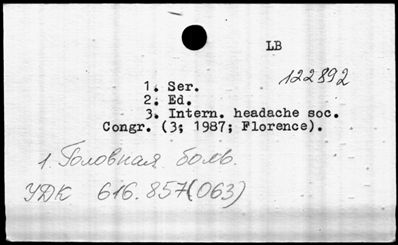 LB
122892
1. Ser.
2. Ed.
3. Intern. headache soc.
Congr. (3; 1987; Florence).
1. Головная боль.
УДК 616.857(063)